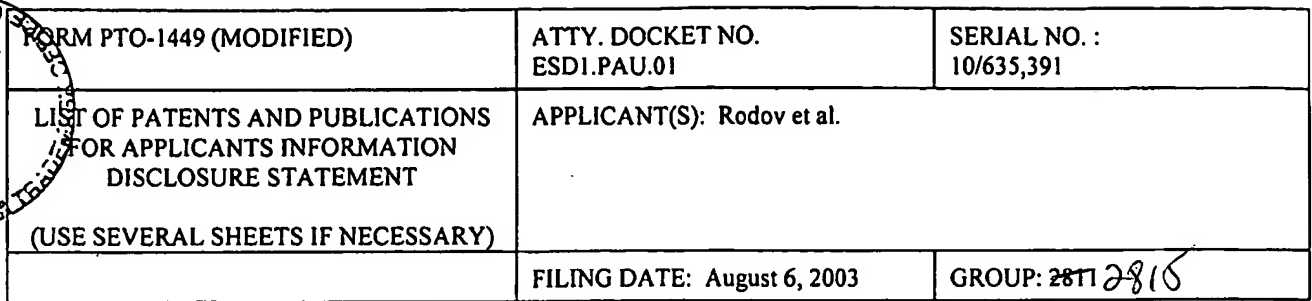 FORM PTO-1449 (MODIFIED)
ATTY. DOCKET NO.
ESD1.PAU.01
SERIAL NO. :
10/635,391
LIST OF PATENTS AND PUBLICATIONS
FOR APPLICANTS INFORMATION
DISCLOSURE STATEMENT
(USE SEVERAL SHEETS IF NECESSARY)
APPLICANT(S): Rodov et al.
FILING DATE: August 6, 2003
GROUP: 2811 2815